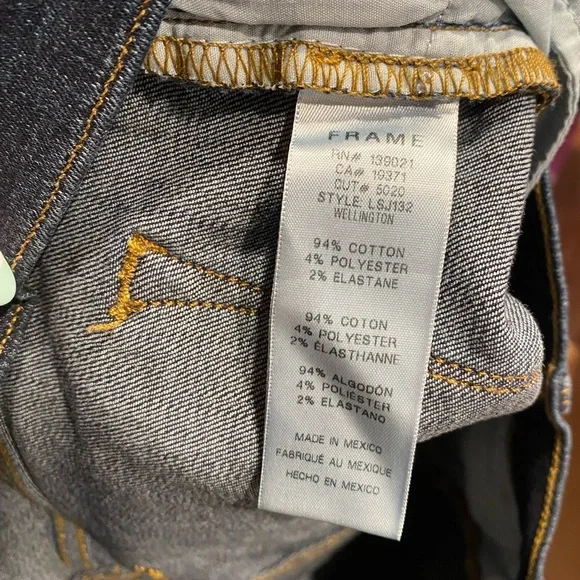 FRAME
RN# 139021
CA# 19371
CUT# 5020
STYLE: LSJ132
WELLINGTON
94% COTTON
4% POLYESTER
2% ELASTANE
94% COTON
4% POLYESTER
2% ÉLASTHANNE
94% ALGODÓN
4% POLIÉSTER
2% ELASTANO
MADE IN MEXICO
FABRIQUÉ AU MEXIQUE
HECHO EN MEXICO